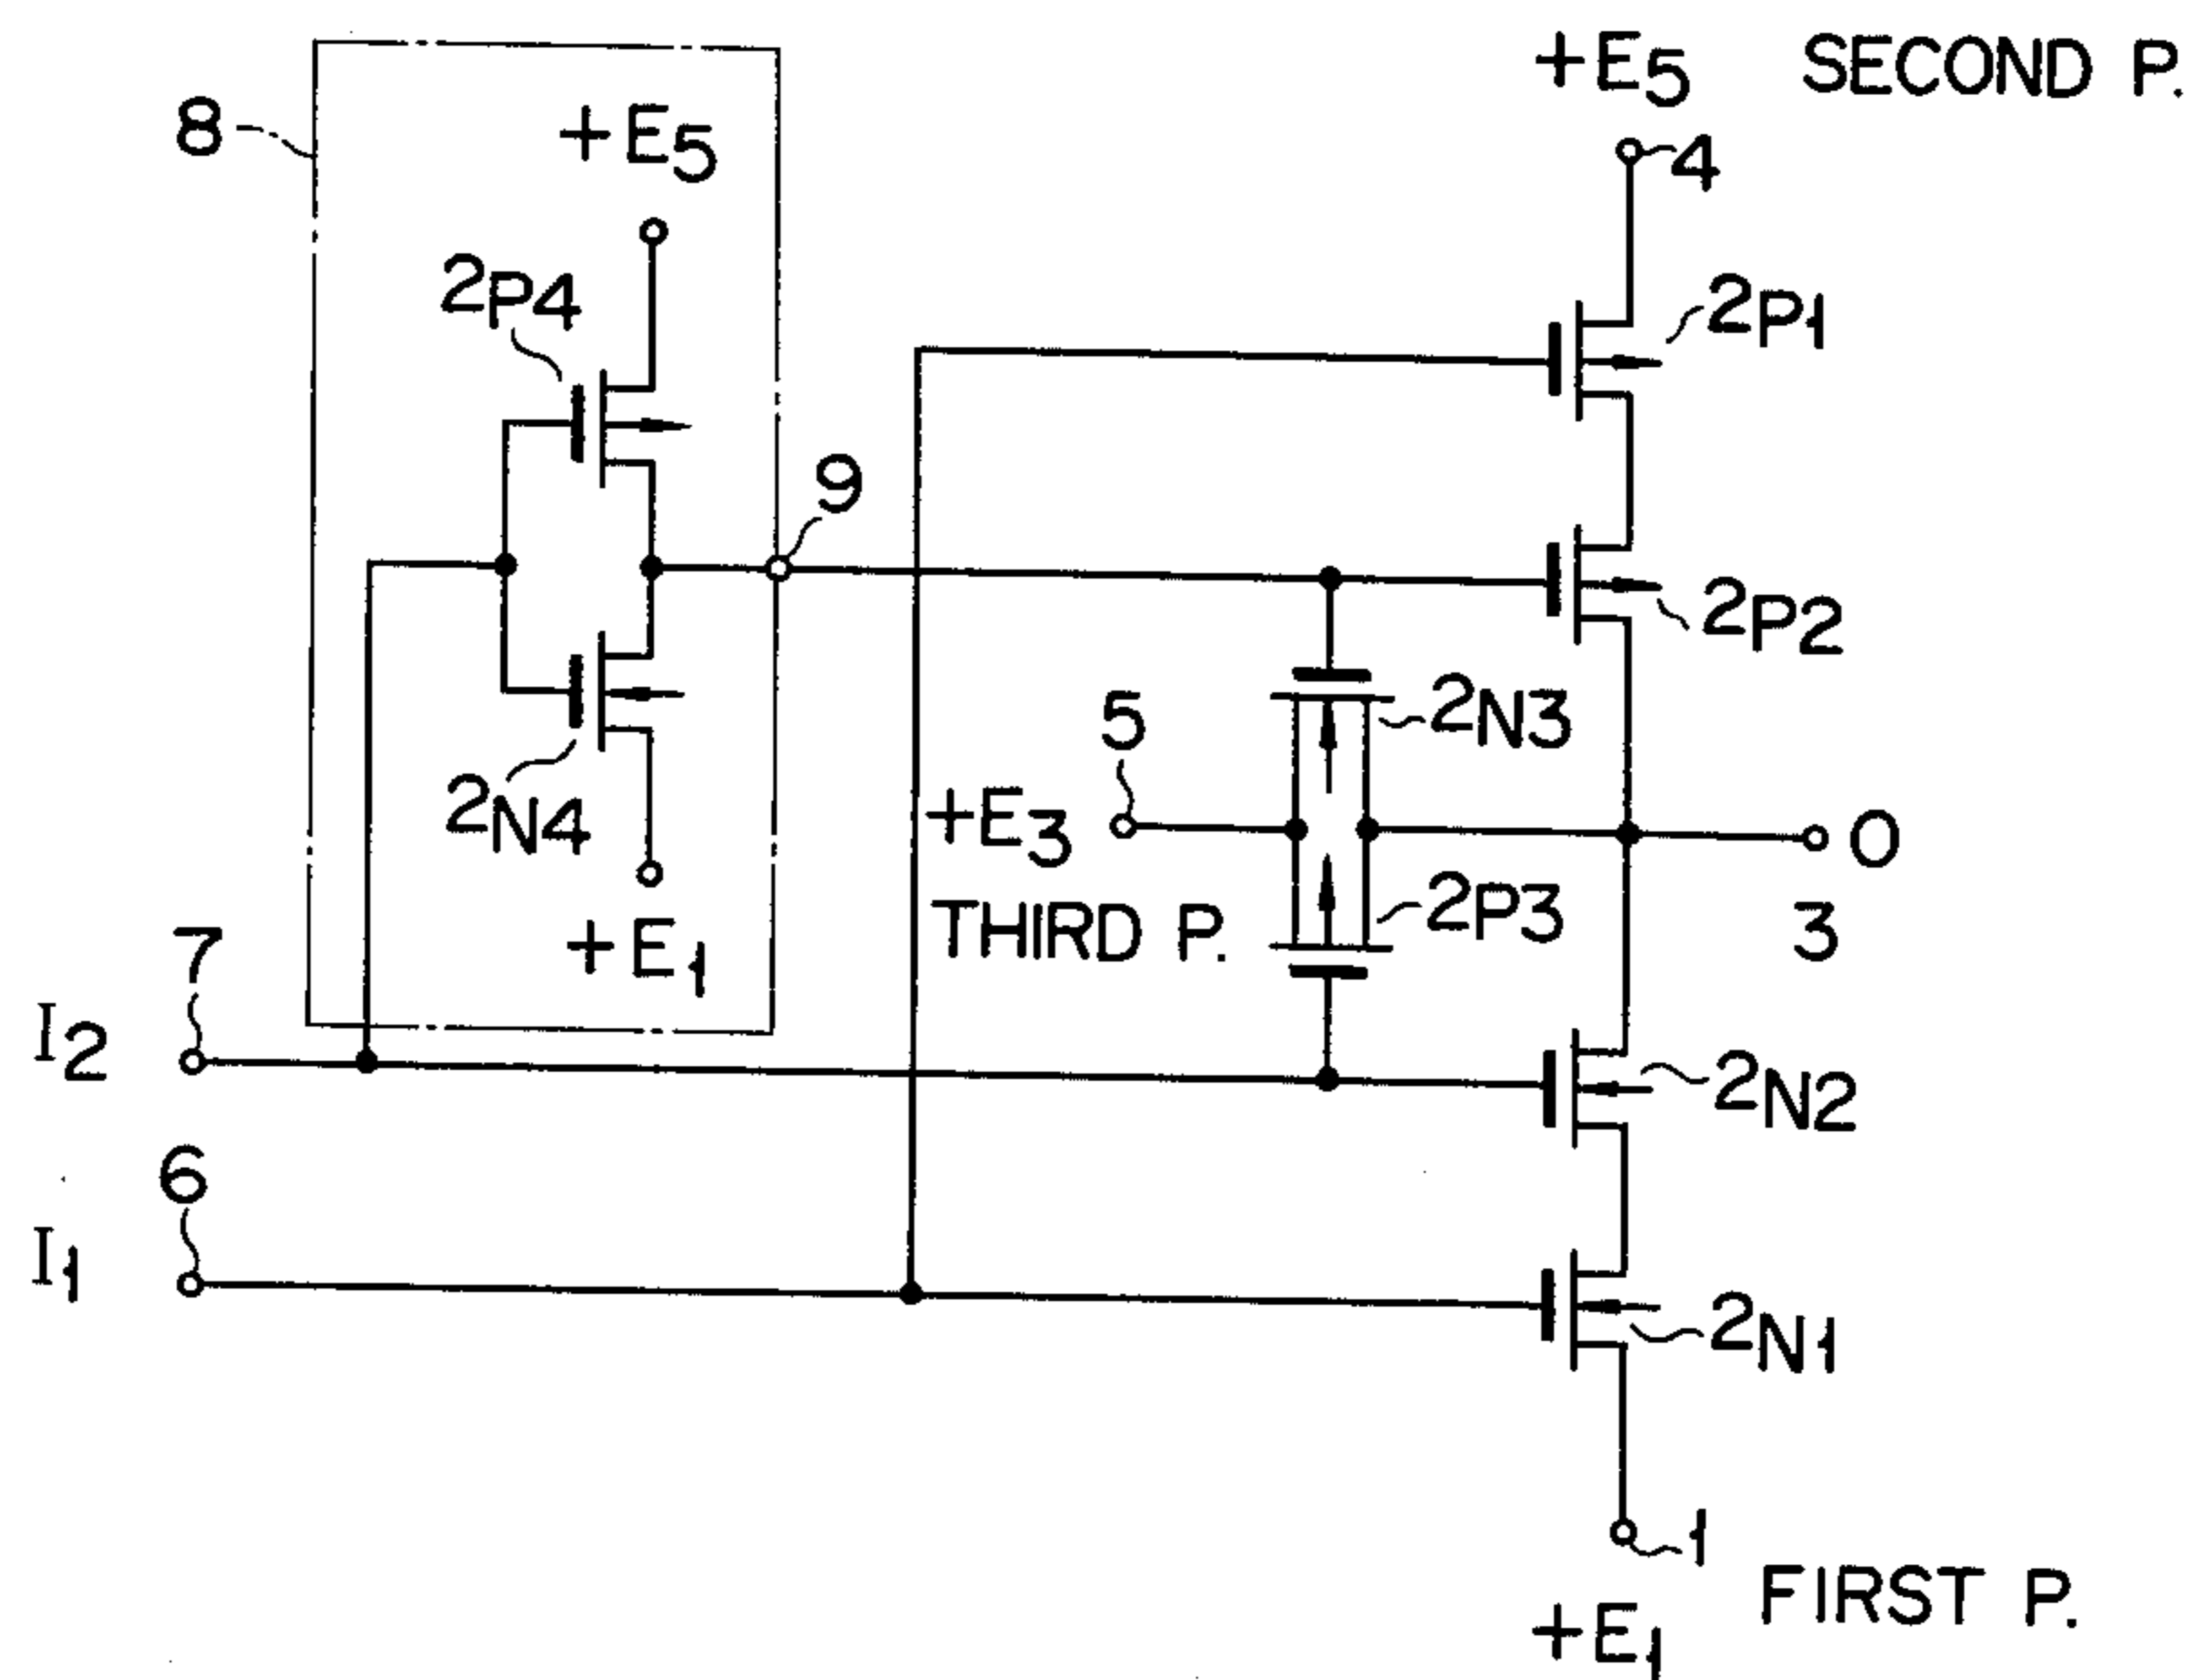 +E5 SECOND P.
8
+E5
4
2P4
2P1
9
2P2
5
2N3
2N4
+E3
O
2P3
3
THIRD P.
+E1
7
I2
2N2
6
I1
2N1
1
FIRST P.
+E1